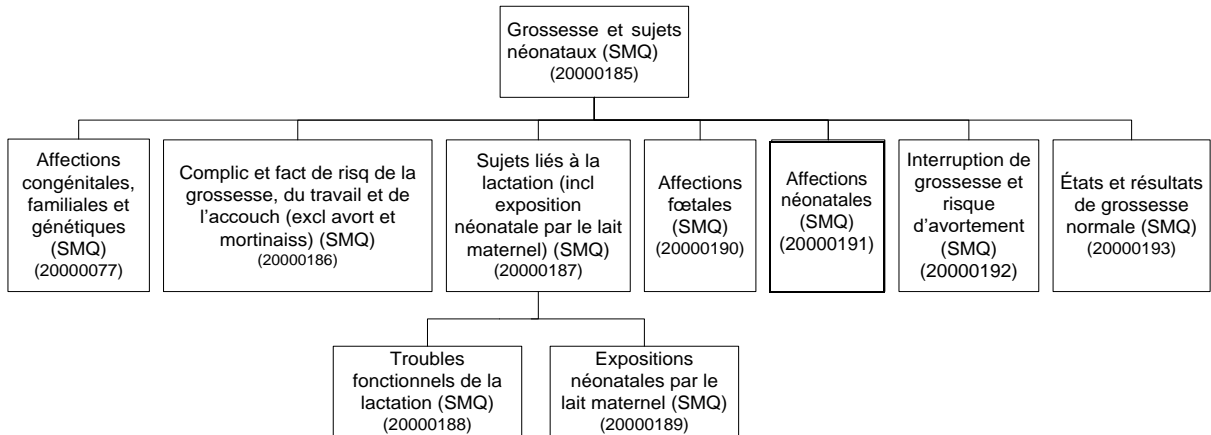 Grossesse et sujets
néonataux (SMQ)
(20000185)
Affections
congénitales,
familiales et
génétiques
(SMQ)
(20000077)
Complic et fact de risq de la
grossesse, du travail et de
l'accouch (excl avort et
mortinaiss) (SMQ)
(20000186)
Sujets liés à la
lactation (incl
exposition
néonatale par le lait
maternel) (SMQ)
(20000187)
Affections
fœtales
(SMQ)
(20000190)
Affections
néonatales
(SMQ)
(20000191)
Interruption de
grossesse et
risque
d'avortement
(SMQ)
(20000192)
États et résultats
de grossesse
normale (SMQ)
(20000193)
Troubles
fonctionnels de la
lactation (SMQ)
(20000188)
Expositions
néonatales par le
lait maternel (SMQ)
(20000189)